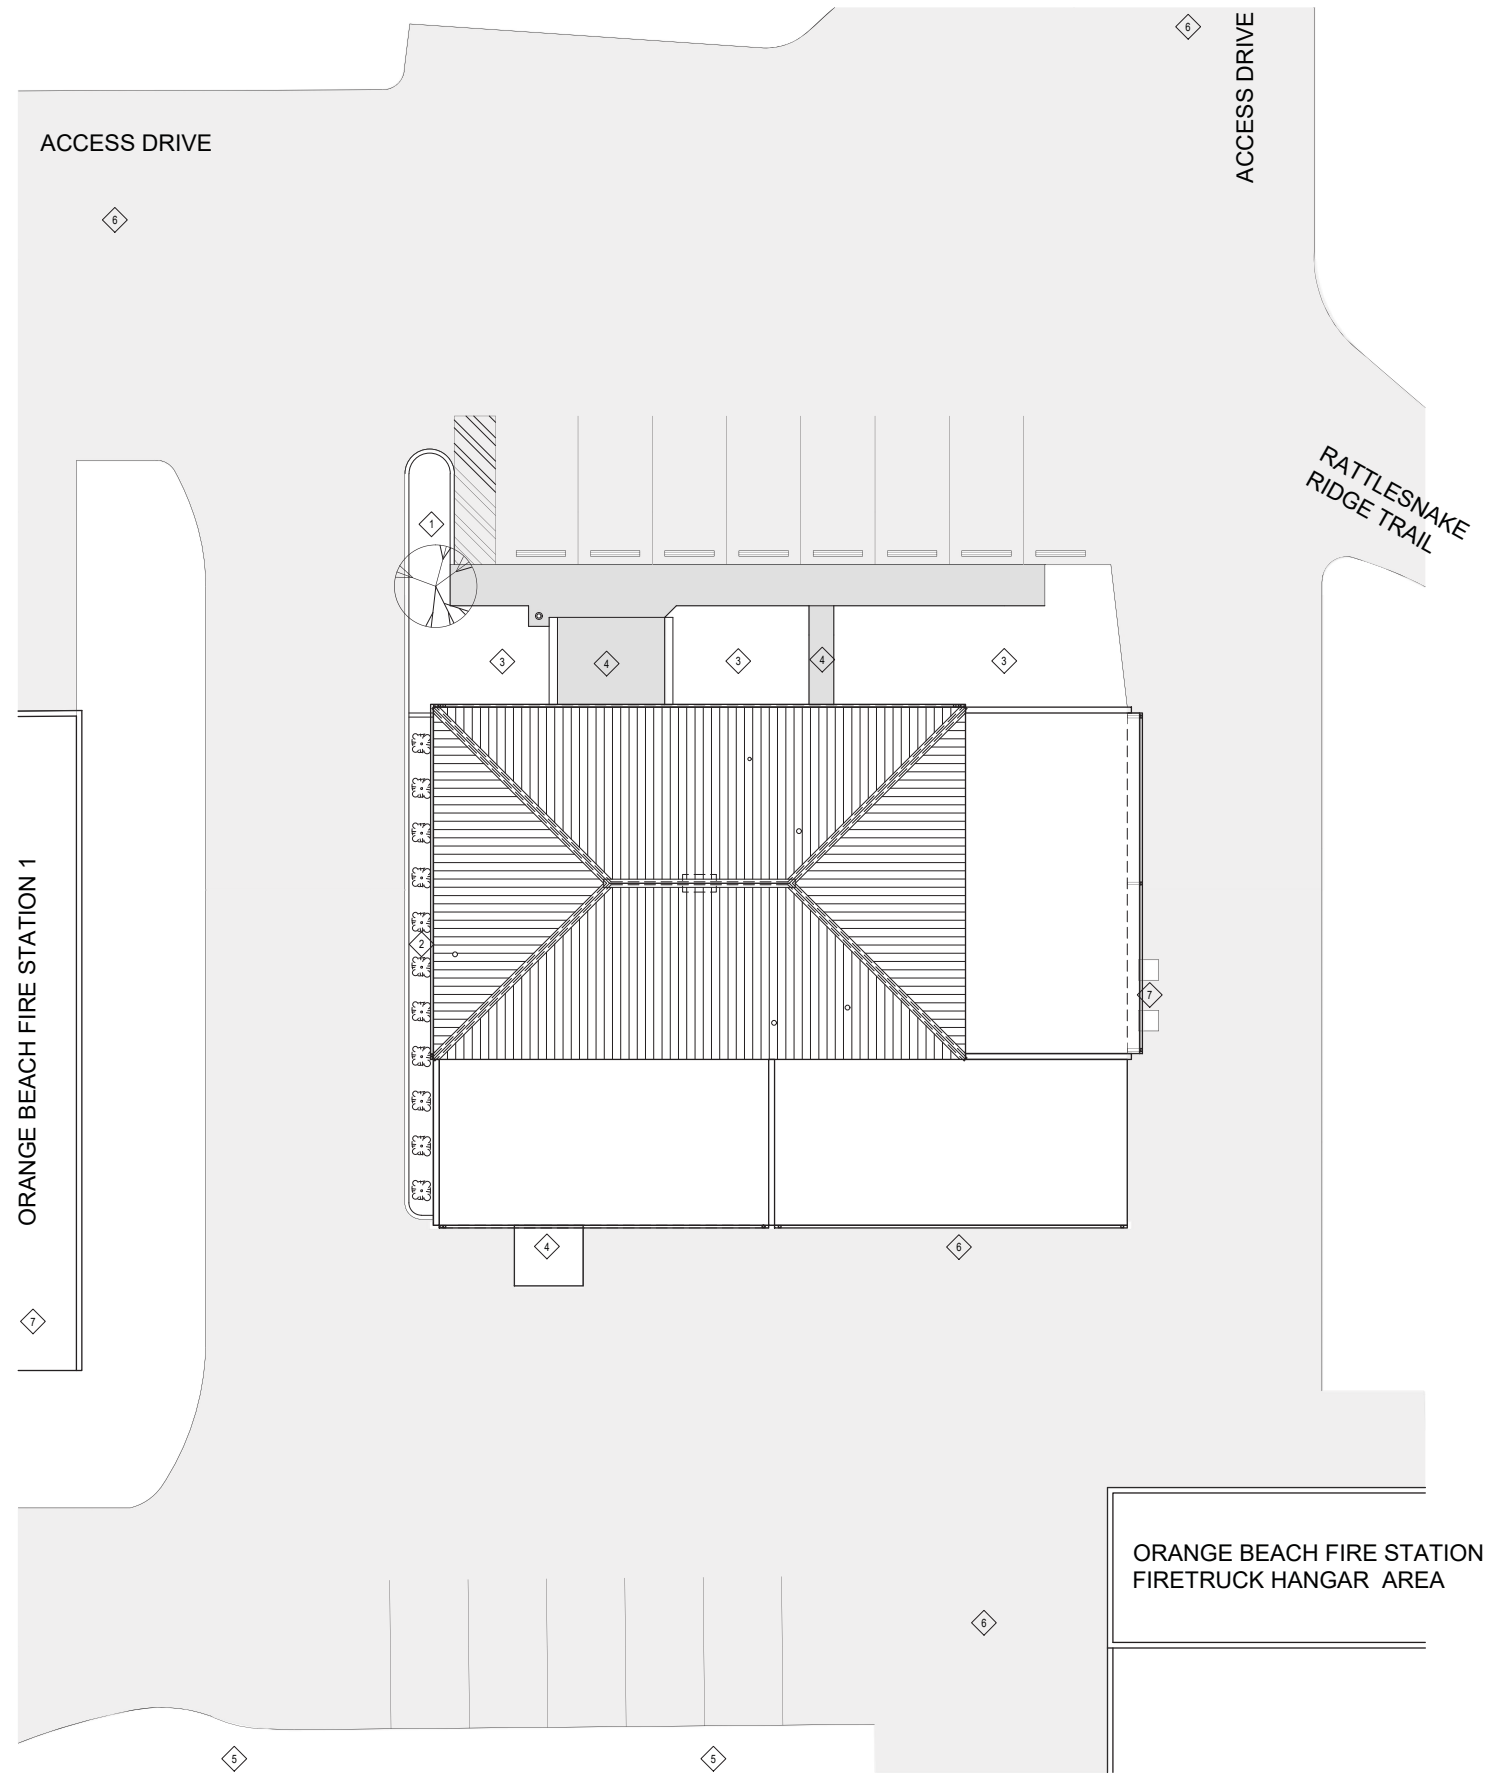 6
ACCESS DRIVE
ACCESS DRIVE
6
RATTLESNAKE
RIDGE TRAIL
1
3
4
3
4
3
2
7
ORANGE BEACH FIRE STATION 1
4
6
7
ORANGE BEACH FIRE STATION
FIRETRUCK HANGAR AREA
6
5
5